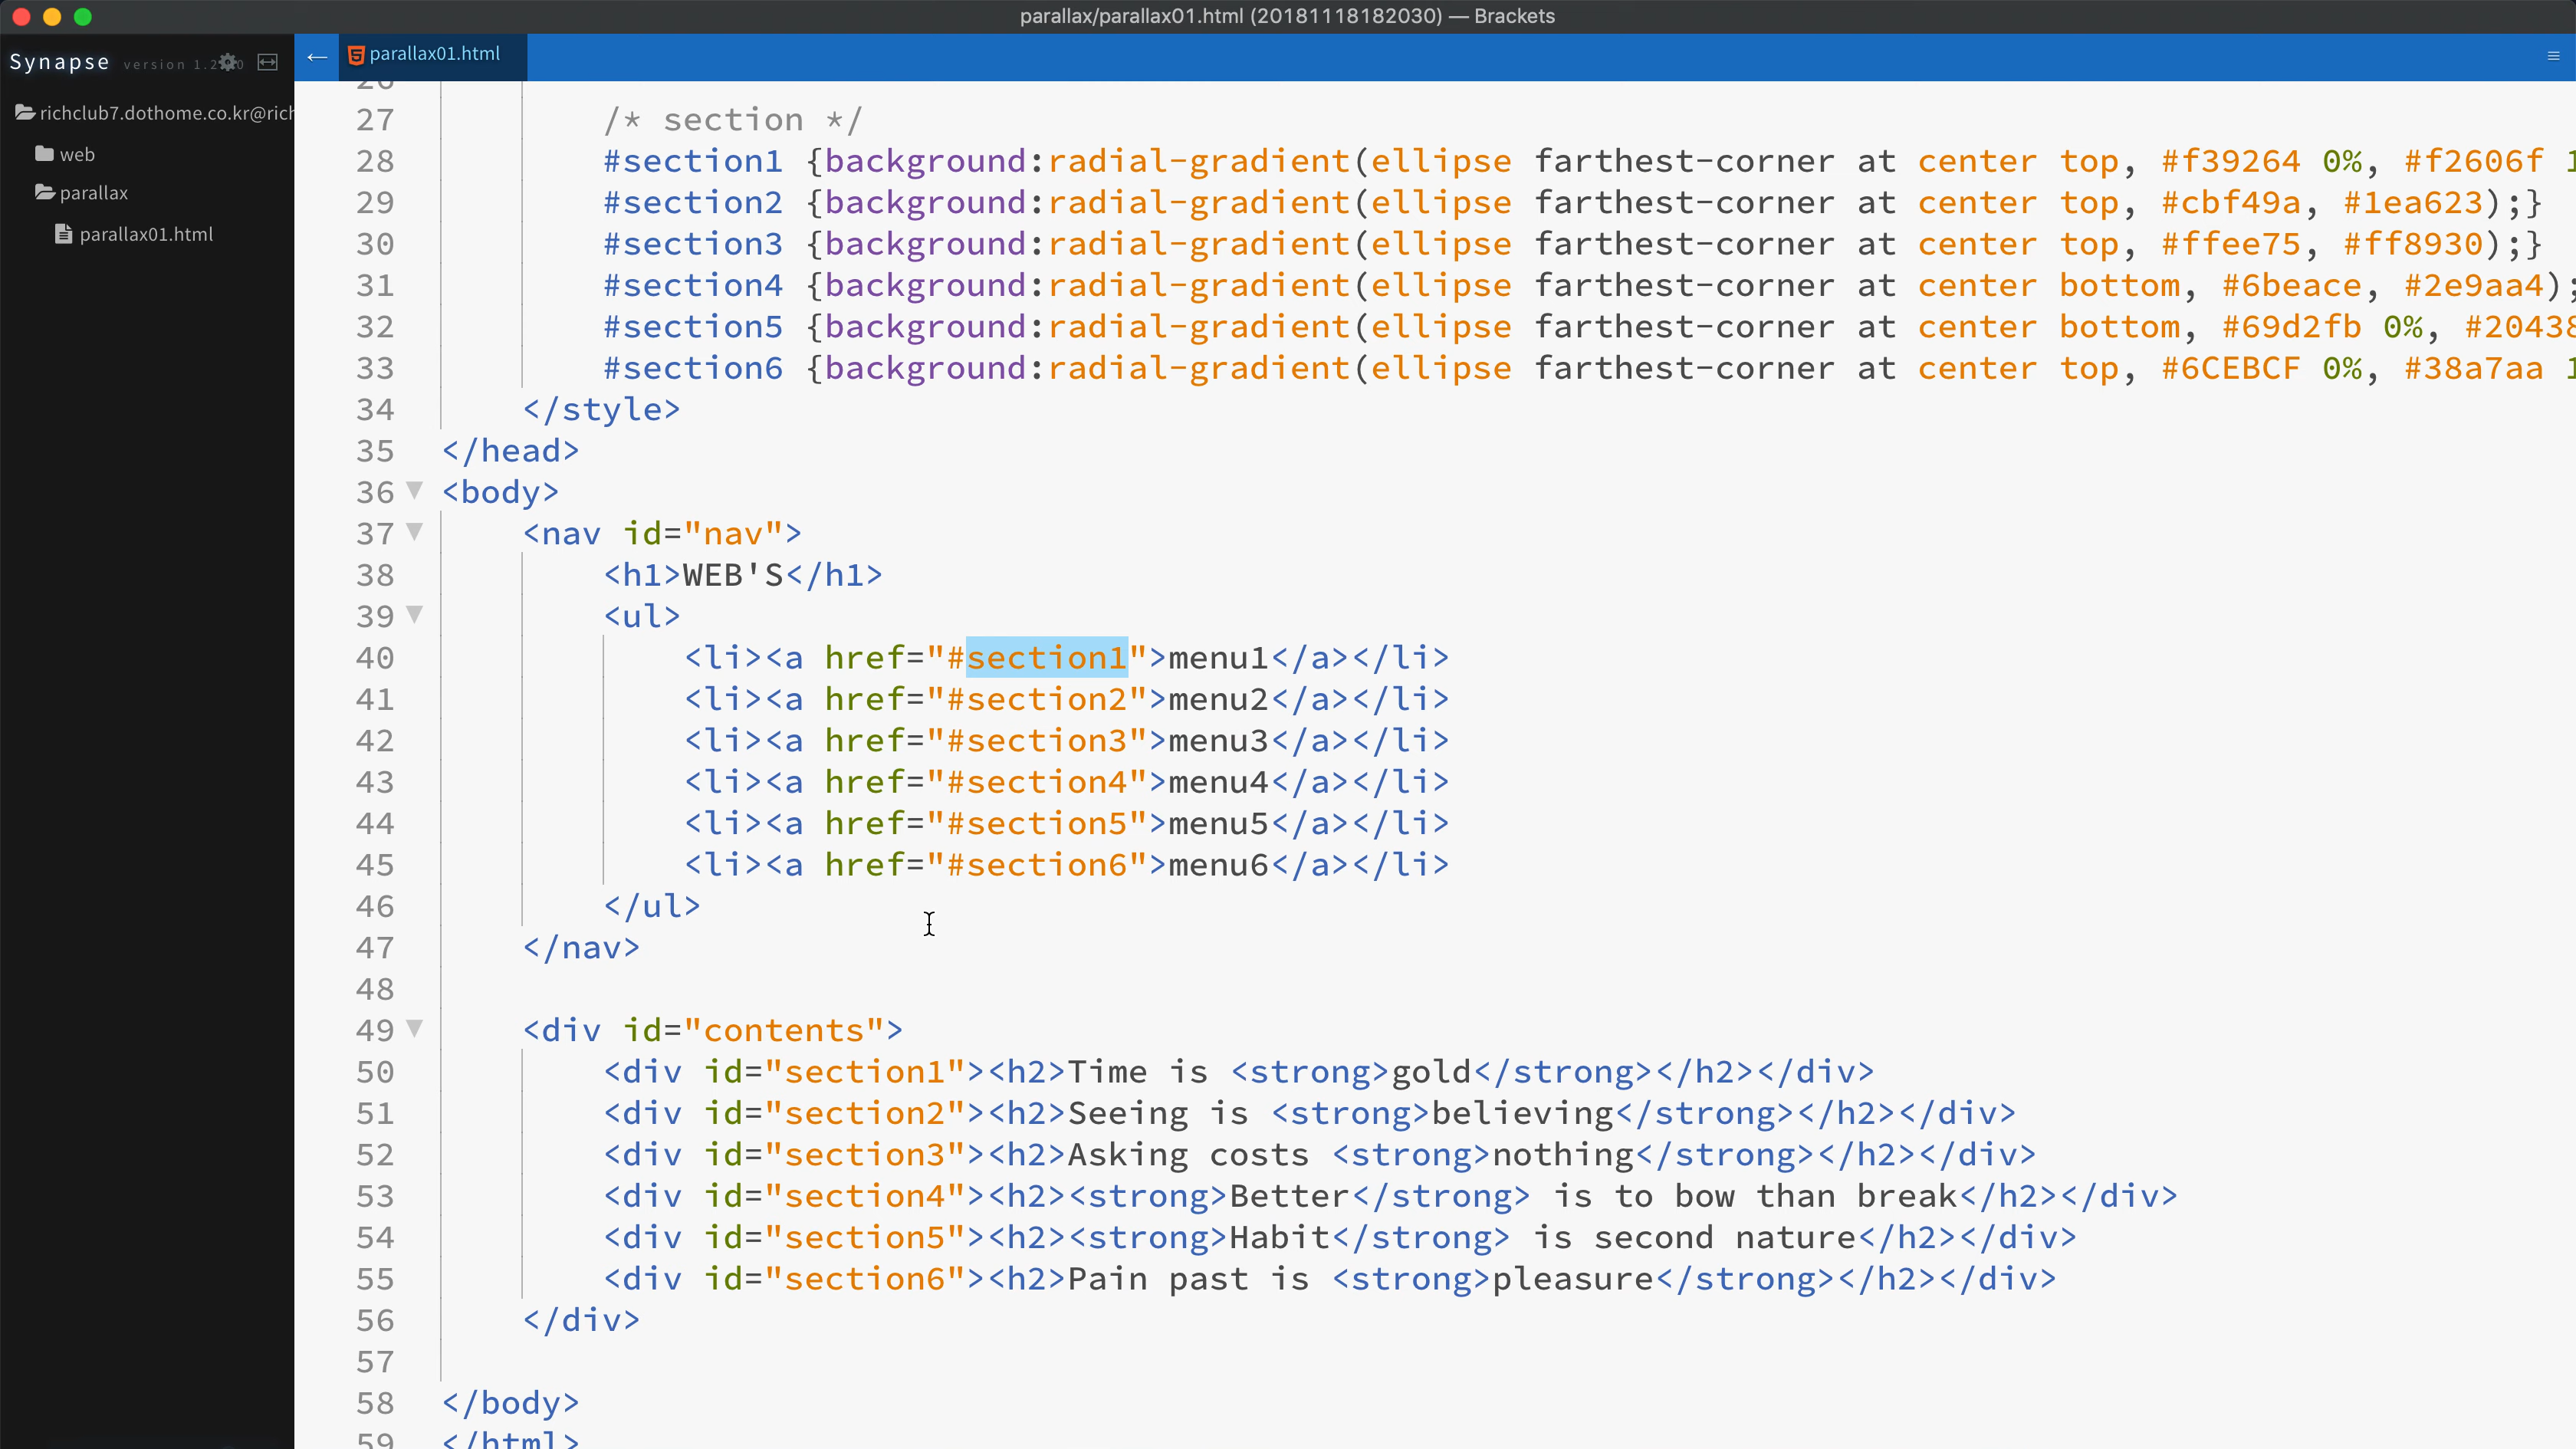 parallax/parallax01.html (20181118182030) — Brackets
Synapse version 1.2
parallax01.html
richclub7.dothome.co.kr@rich
web
parallax
parallax01.html
26
27 /* section */
28 #section1 {background:radial-gradient(ellipse farthest-corner at center top, #f39264 0%, #f2606f 1
29 #section2 {background:radial-gradient(ellipse farthest-corner at center top, #cbf49a, #1ea623);}
30 #section3 {background:radial-gradient(ellipse farthest-corner at center top, #ffee75, #ff8930);}
31 #section4 {background:radial-gradient(ellipse farthest-corner at center bottom, #6beace, #2e9aa4);
32 #section5 {background:radial-gradient(ellipse farthest-corner at center bottom, #69d2fb 0%, #20438
33 #section6 {background:radial-gradient(ellipse farthest-corner at center top, #6CEBCF 0%, #38a7aa 1
34 </style>
35 </head>
36 <body>
37 <nav id="nav">
38 <h1>WEB'S</h1>
39 <ul>
40 <li><a href="#section1">menu1</a></li>
41 <li><a href="#section2">menu2</a></li>
42 <li><a href="#section3">menu3</a></li>
43 <li><a href="#section4">menu4</a></li>
44 <li><a href="#section5">menu5</a></li>
45 <li><a href="#section6">menu6</a></li>
46 </ul>
47 </nav>
48
49 <div id="contents">
50 <div id="section1"><h2>Time is <strong>gold</strong></h2></div>
51 <div id="section2"><h2>Seeing is <strong>believing</strong></h2></div>
52 <div id="section3"><h2>Asking costs <strong>nothing</strong></h2></div>
53 <div id="section4"><h2><strong>Better</strong> is to bow than break</h2></div>
54 <div id="section5"><h2><strong>Habit</strong> is second nature</h2></div>
55 <div id="section6"><h2>Pain past is <strong>pleasure</strong></h2></div>
56 </div>
57
58 </body>
59 </html>